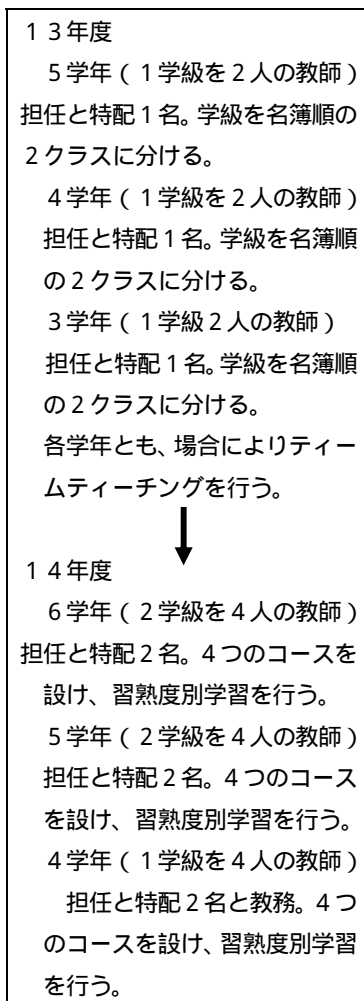 １３年度
５学年（１学級を２人の教師）
担任と特配１名。学級を名簿順の
２クラスに分ける。
４学年（１学級を２人の教師）
担任と特配１名。学級を名簿順
の２クラスに分ける。
３学年（１学級２人の教師）
担任と特配１名。学級を名簿順
の２クラスに分ける。
各学年とも、場合によりティー
ムティーチングを行う。
１４年度
６学年（２学級を４人の教師）
担任と特配２名。４つのコースを
設け、習熟度別学習を行う。
５学年（２学級を４人の教師）
担任と特配２名。４つのコース
を設け、習熟度別学習を行う。
４学年（１学級を４人の教師）
担任と特配２名と教務。４つ
のコースを設け、習熟度別学習
を行う。